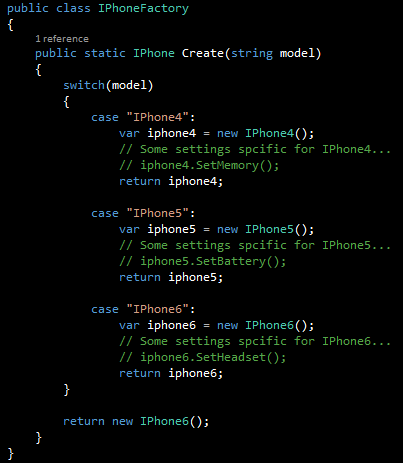 public class IPhoneFactory
{
1 reference
public static IPhone Create(string model)
{
switch(model)
{
case "IPhone4":
var iphone4 = new IPhone4();
// Some settings spcific for IPhone4...
// iphone4.SetMemory();
return iphone4;
case "IPhone5":
var iphone5 = new IPhone5();
// Some settings spcific for IPhone5...
// iphone5.SetBattery();
return iphone5;
case "IPhone6":
var iphone6 = new IPhone6();
// Some settings spcific for IPhone6...
// iphone6.SetHeadset();
return iphone6;
}
return new IPhone6();
}
}